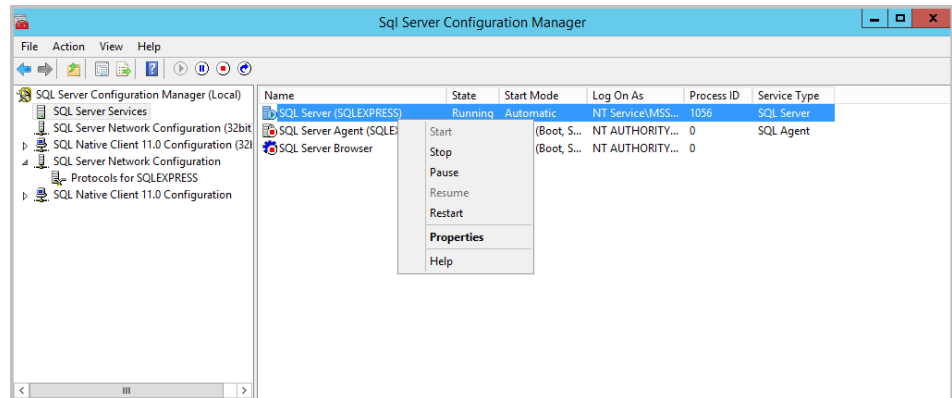 Sql Server Configuration Manager
File Action View Help
SQL Server Configuration Manager (Local)
SQL Server Services
SQL Server Network Configuration (32bit
SQL Native Client 11.0 Configuration (32b
SQL Server Network Configuration
Protocols for SQLEXPRESS
SQL Native Client 11.0 Configuration
Name State Start Mode Log On As Process ID Service Type
SQL Server (SQLEXPRESS) Running Automatic NT Service\MSS... 1056 SQL Server
SQL Server Agent (SQLEX (Boot, S... NT AUTHORITY... 0 SQL Agent
SQL Server Browser (Boot, S... NT AUTHORITY... 0
Start
Stop
Pause
Resume
Restart
Properties
Help